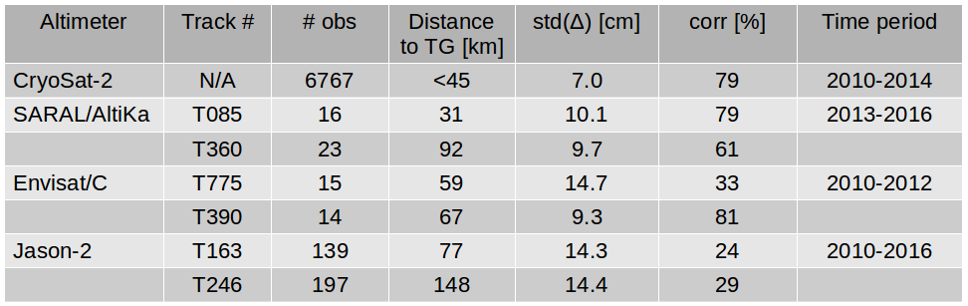 Altimeter Track # # obs Distance to TG [km] std(Δ) [cm] corr [%] Time period
CryoSat-2 N/A 6767 <45 7.0 79 2010-2014
SARAL/AltiKa T085 16 31 10.1 79 2013-2016
T360 23 92 9.7 61
Envisat/C T775 15 59 14.7 33 2010-2012
T390 14 67 9.3 81
Jason-2 T163 139 77 14.3 24 2010-2016
T246 197 148 14.4 29